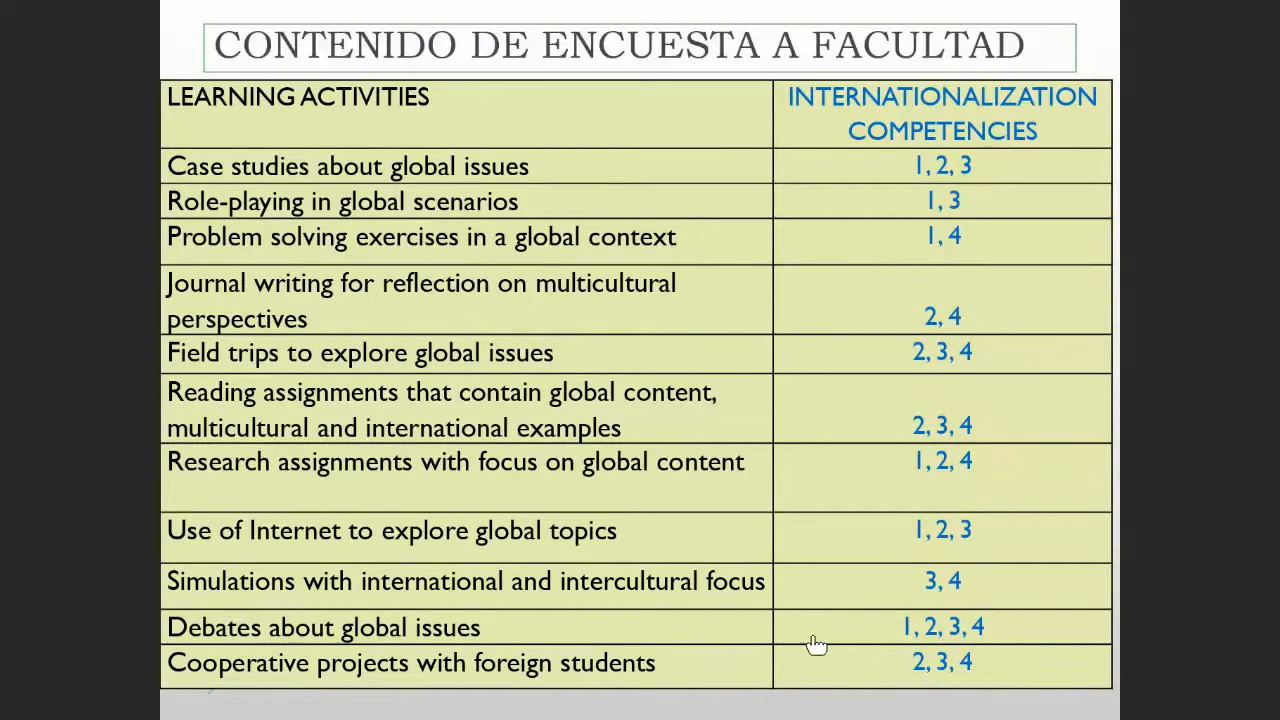 CONTENIDO DE ENCUESTA A FACULTAD
LEARNING ACTIVITIES
INTERNATIONALIZATION
COMPETENCIES
Case studies about global issues
1, 2, 3
Role-playing in global scenarios
1, 3
Problem solving exercises in a global context
1, 4
Journal writing for reflection on multicultural
perspectives
2, 4
Field trips to explore global issues
2, 3, 4
Reading assignments that contain global content,
multicultural and international examples
2, 3, 4
Research assignments with focus on global content
1, 2, 4
Use of Internet to explore global topics
1, 2, 3
Simulations with international and intercultural focus
3, 4
Debates about global issues
1, 2, 3, 4
Cooperative projects with foreign students
2, 3, 4